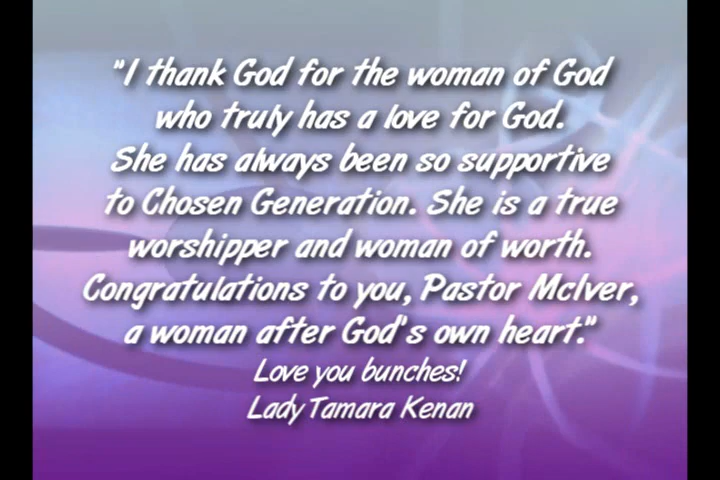 "I thank God for the woman of God
who truly has a love for God.
She has always been so supportive
to Chosen Generation. She is a true
worshipper and woman of worth.
Congratulations to you, Pastor McIver,
a woman after God's own heart."
Love you bunches!
Lady Tamara Kenan